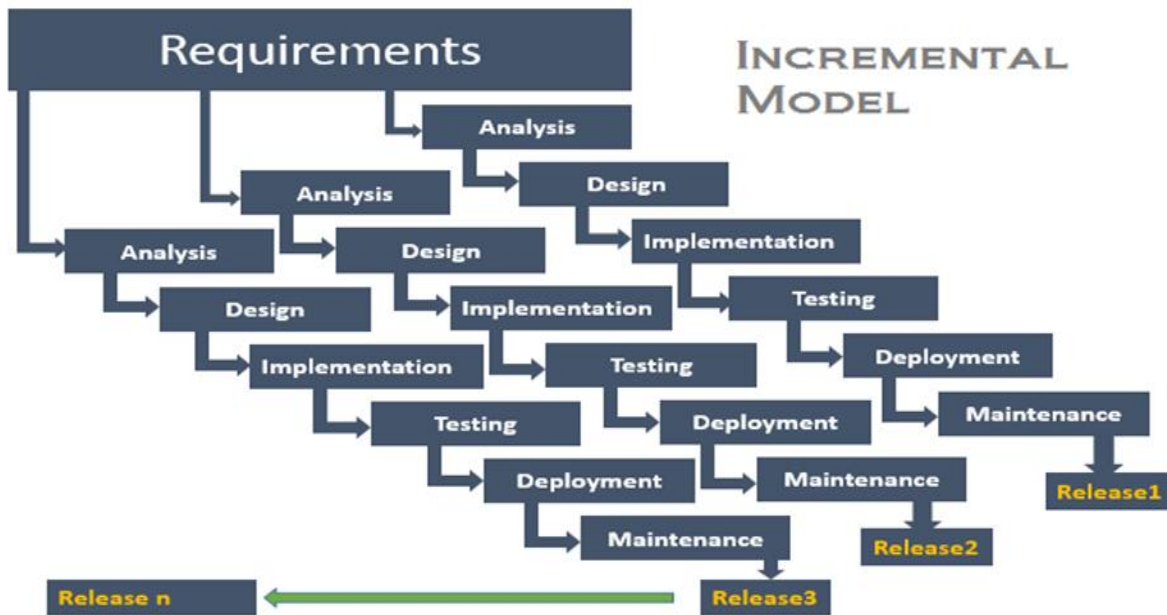 Requirements
INCREMENTAL
MODEL
Analysis
Design
Implementation
Testing
Deployment
Maintenance
Release1
Analysis
Design
Implementation
Testing
Deployment
Maintenance
Release2
Analysis
Design
Implementation
Testing
Deployment
Maintenance
Release3
Release n